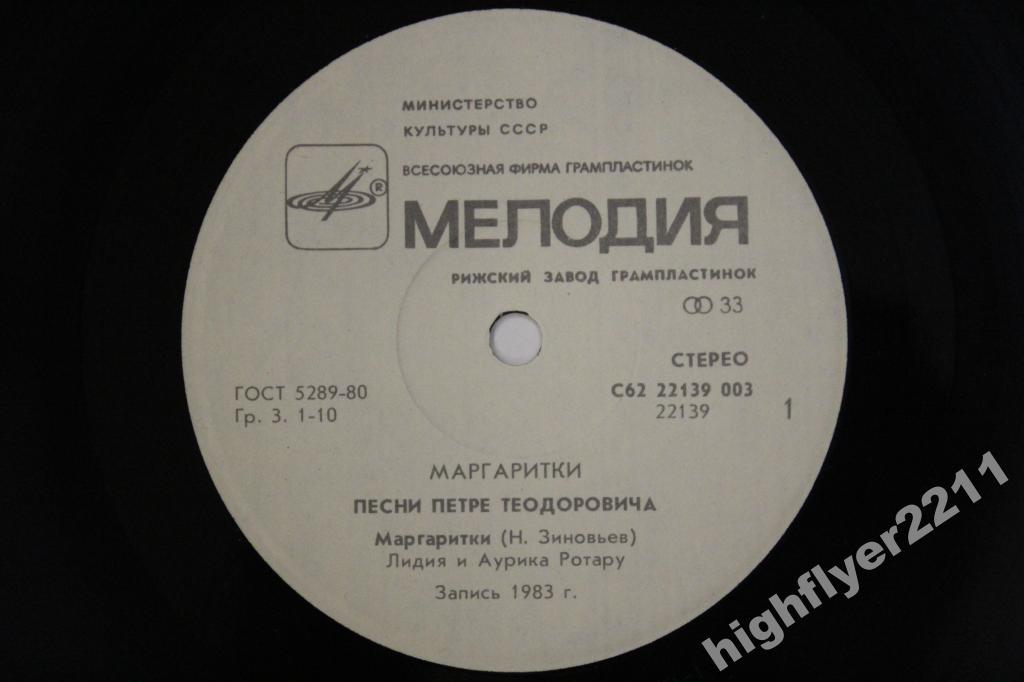 МИНИСТЕРСТВО
КУЛЬТУРЫ СССР
ВСЕСОЮЗНАЯ ФИРМА ГРАМПЛАСТИНОК
®
МЕЛОДИЯ
РИЖСКИЙ ЗАВОД ГРАМПЛАСТИНОК
33
СТЕРЕО
ГОСТ 5289-80
Гр. 3. 1-10
С62 22139 003
22139
1
МАРГАРИТКИ
ПЕСНИ ПЕТРЕ ТЕОДОРОВИЧА
Маргаритки (Н. Зиновьев)
Лидия и Аурика Ротару
Запись 1983 г.
highflyer2211